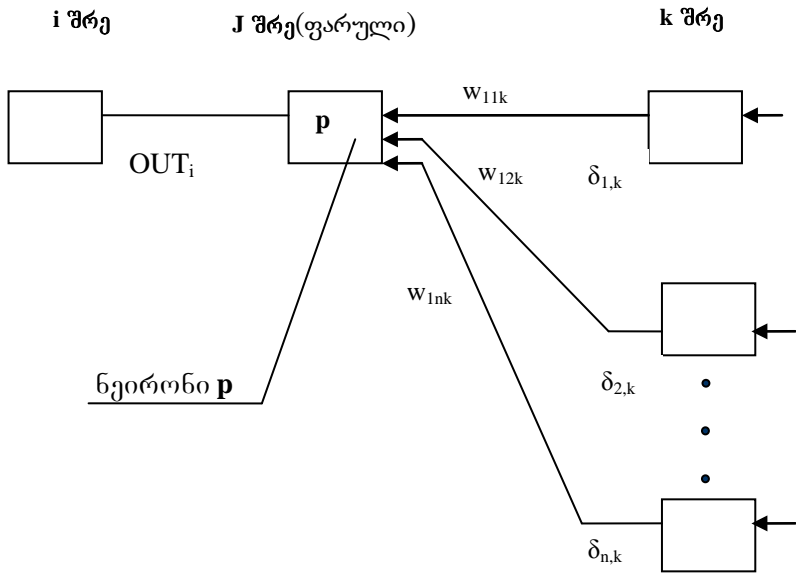 i შრე
J შრე(ფარული)
k შრე
w11k
p
OUTi
w12k
δ1,k
w1nk
ნეირონი p
δ2,k
δn,k